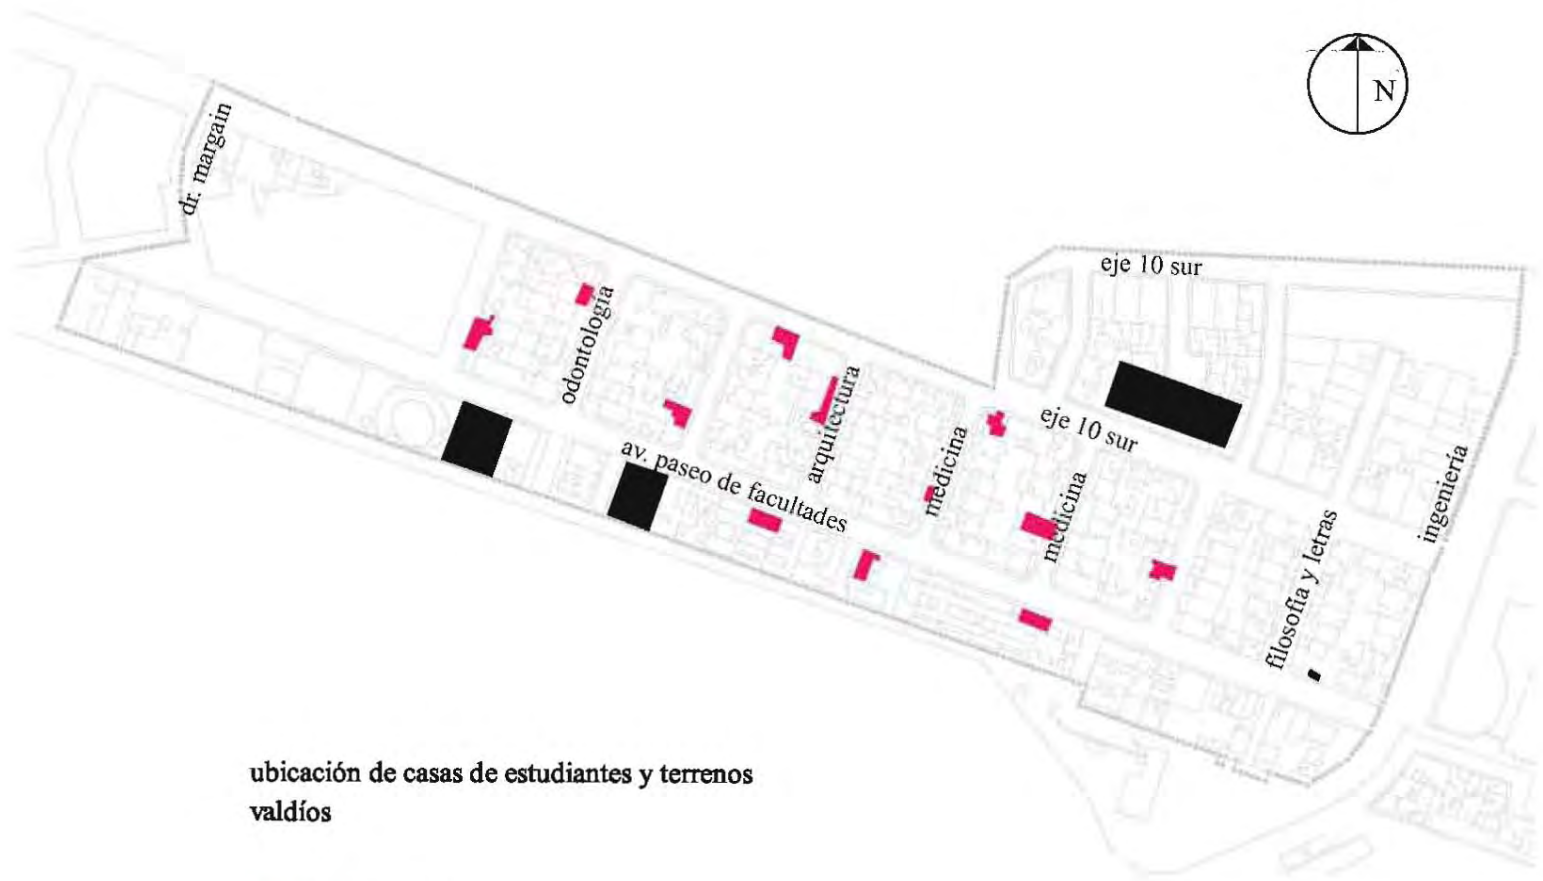 N
dr. margain
eje 10 sur
odontología
arquitectura
medicina
eje 10 sur
av. paseo de facultades
medicina
ingeniería
filosofía y letras
ubicación de casas de estudiantes y terrenos
valdíos